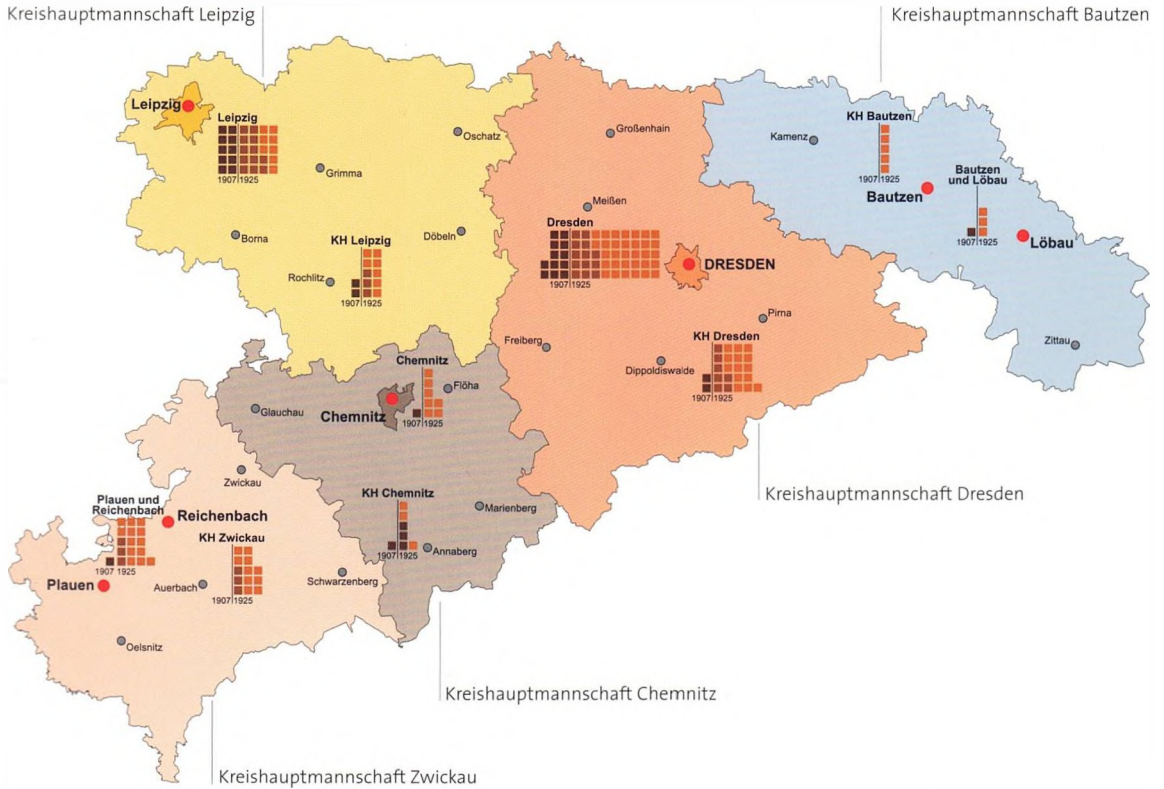 Kreishauptmannschaft Leipzig
Kreishauptmannschaft Bautzen
Leipzig
Leipzig
1907 1925
Oschatz
Grimma
Borna
KH Leipzig
Döbeln
Rochlitz
1907 1925
Großenhain
Meißen
Dresden
1907 1925
DRESDEN
Pirna
Freiberg
KH Dresden
Dippoldiswalde
1907 1925
Kamenz
KH Bautzen
1907 1925
Bautzen
Bautzen
und Löbau
1907 1925
Löbau
Zittau
Chemnitz
Flöha
Glauchau
Chemnitz
1907 1925
KH Chemnitz
Marienberg
1907 1925
Annaberg
Zwickau
Plauen und
Reichenbach
Reichenbach
1907 1925
KH Zwickau
Plauen
Auerbach
1907 1925
Schwarzenberg
Oelsnitz
Kreishauptmannschaft Dresden
Kreishauptmannschaft Chemnitz
Kreishauptmannschaft Zwickau